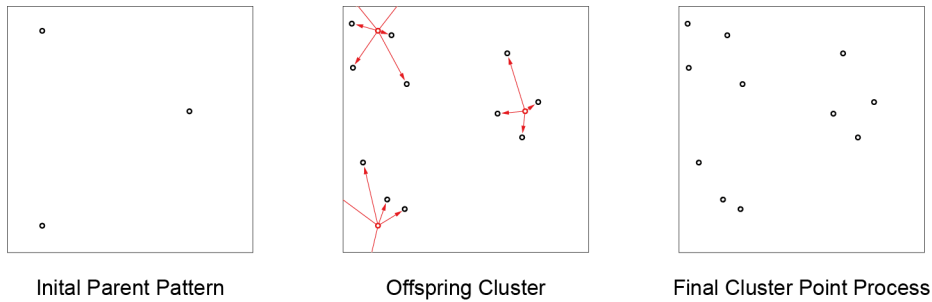 Inital Parent Pattern
Offspring Cluster
Final Cluster Point Process